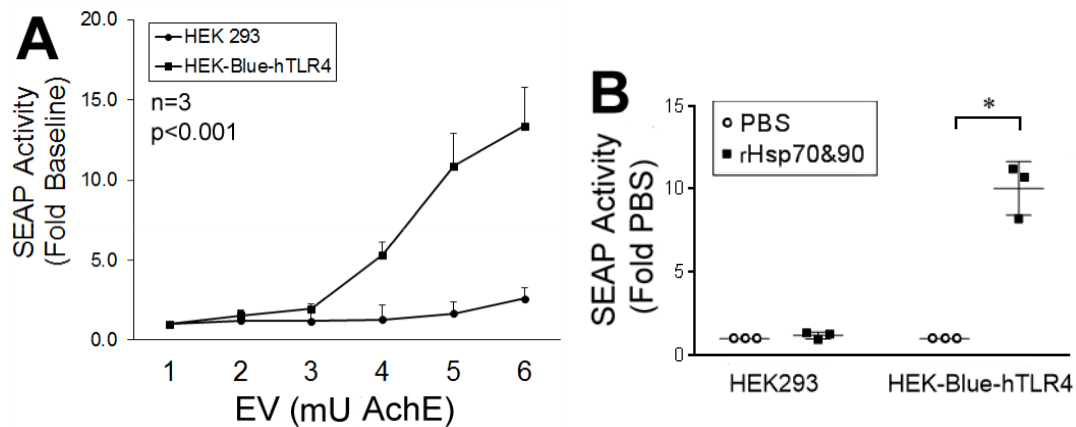 A
SEAP Activity
(Fold Baseline)
20.0
15.0
10.0
5.0
0.0
HEK 293
HEK-Blue-hTLR4
n=3
p<0.001
1 2 3 4 5 6
EV (mU AchE)
B
SEAP Activity
(Fold PBS)
15
10
5
0
PBS
rHsp70&90
*
HEK293 HEK-Blue-hTLR4